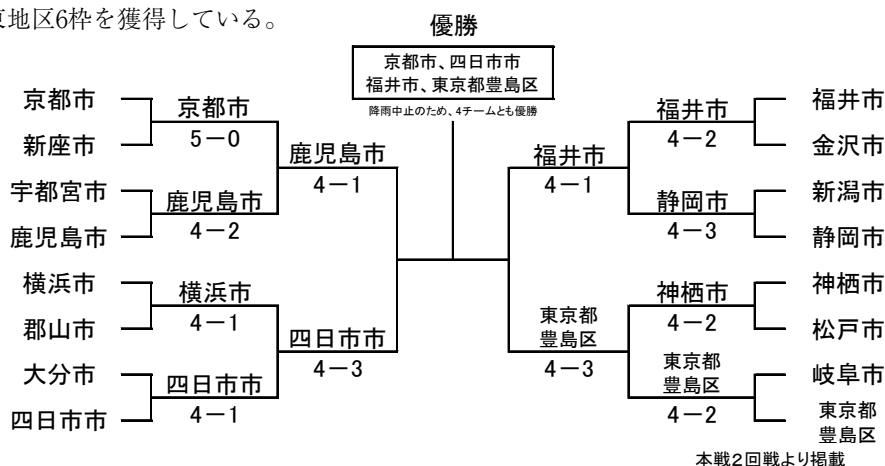 京地区6枠を獲得している。
優勝
京都市、四日市市
福井市、東京都豊島区
降雨中止のため、4チームとも優勝
京都市
新座市
宇都宮市
鹿児島市
横浜市
郡山市
大分市
四日市市
京都市
5－0
鹿児島市
4－2
横浜市
4－1
四日市市
4－1
鹿児島市
4－1
四日市市
4－3
福井市
4－1
東京都
豊島区
4－3
福井市
4－2
静岡市
4－3
神栖市
4－2
東京都
豊島区
4－2
福井市
金沢市
新潟市
静岡市
神栖市
松戸市
岐阜市
東京都
豊島区
本戦２回戦より掲載